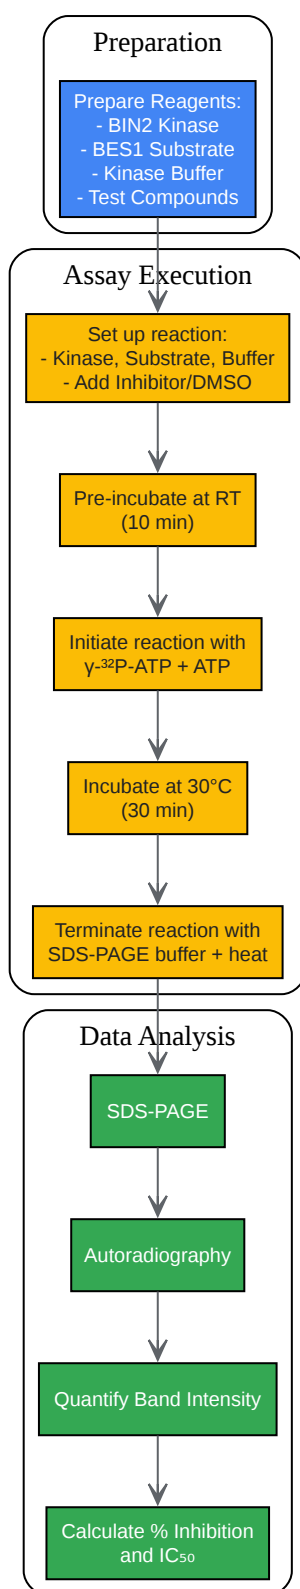 Preparation
Prepare Reagents:
- BIN2 Kinase
- BES1 Substrate
- Kinase Buffer
- Test Compounds
Assay Execution
Set up reaction:
- Kinase, Substrate, Buffer
- Add Inhibitor/DMSO
Pre-incubate at RT
(10 min)
Initiate reaction with
γ-³²P-ATP + ATP
Incubate at 30°C
(30 min)
Terminate reaction with
SDS-PAGE buffer + heat
Data Analysis
SDS-PAGE
Autoradiography
Quantify Band Intensity
Calculate % Inhibition
and IC₅₀